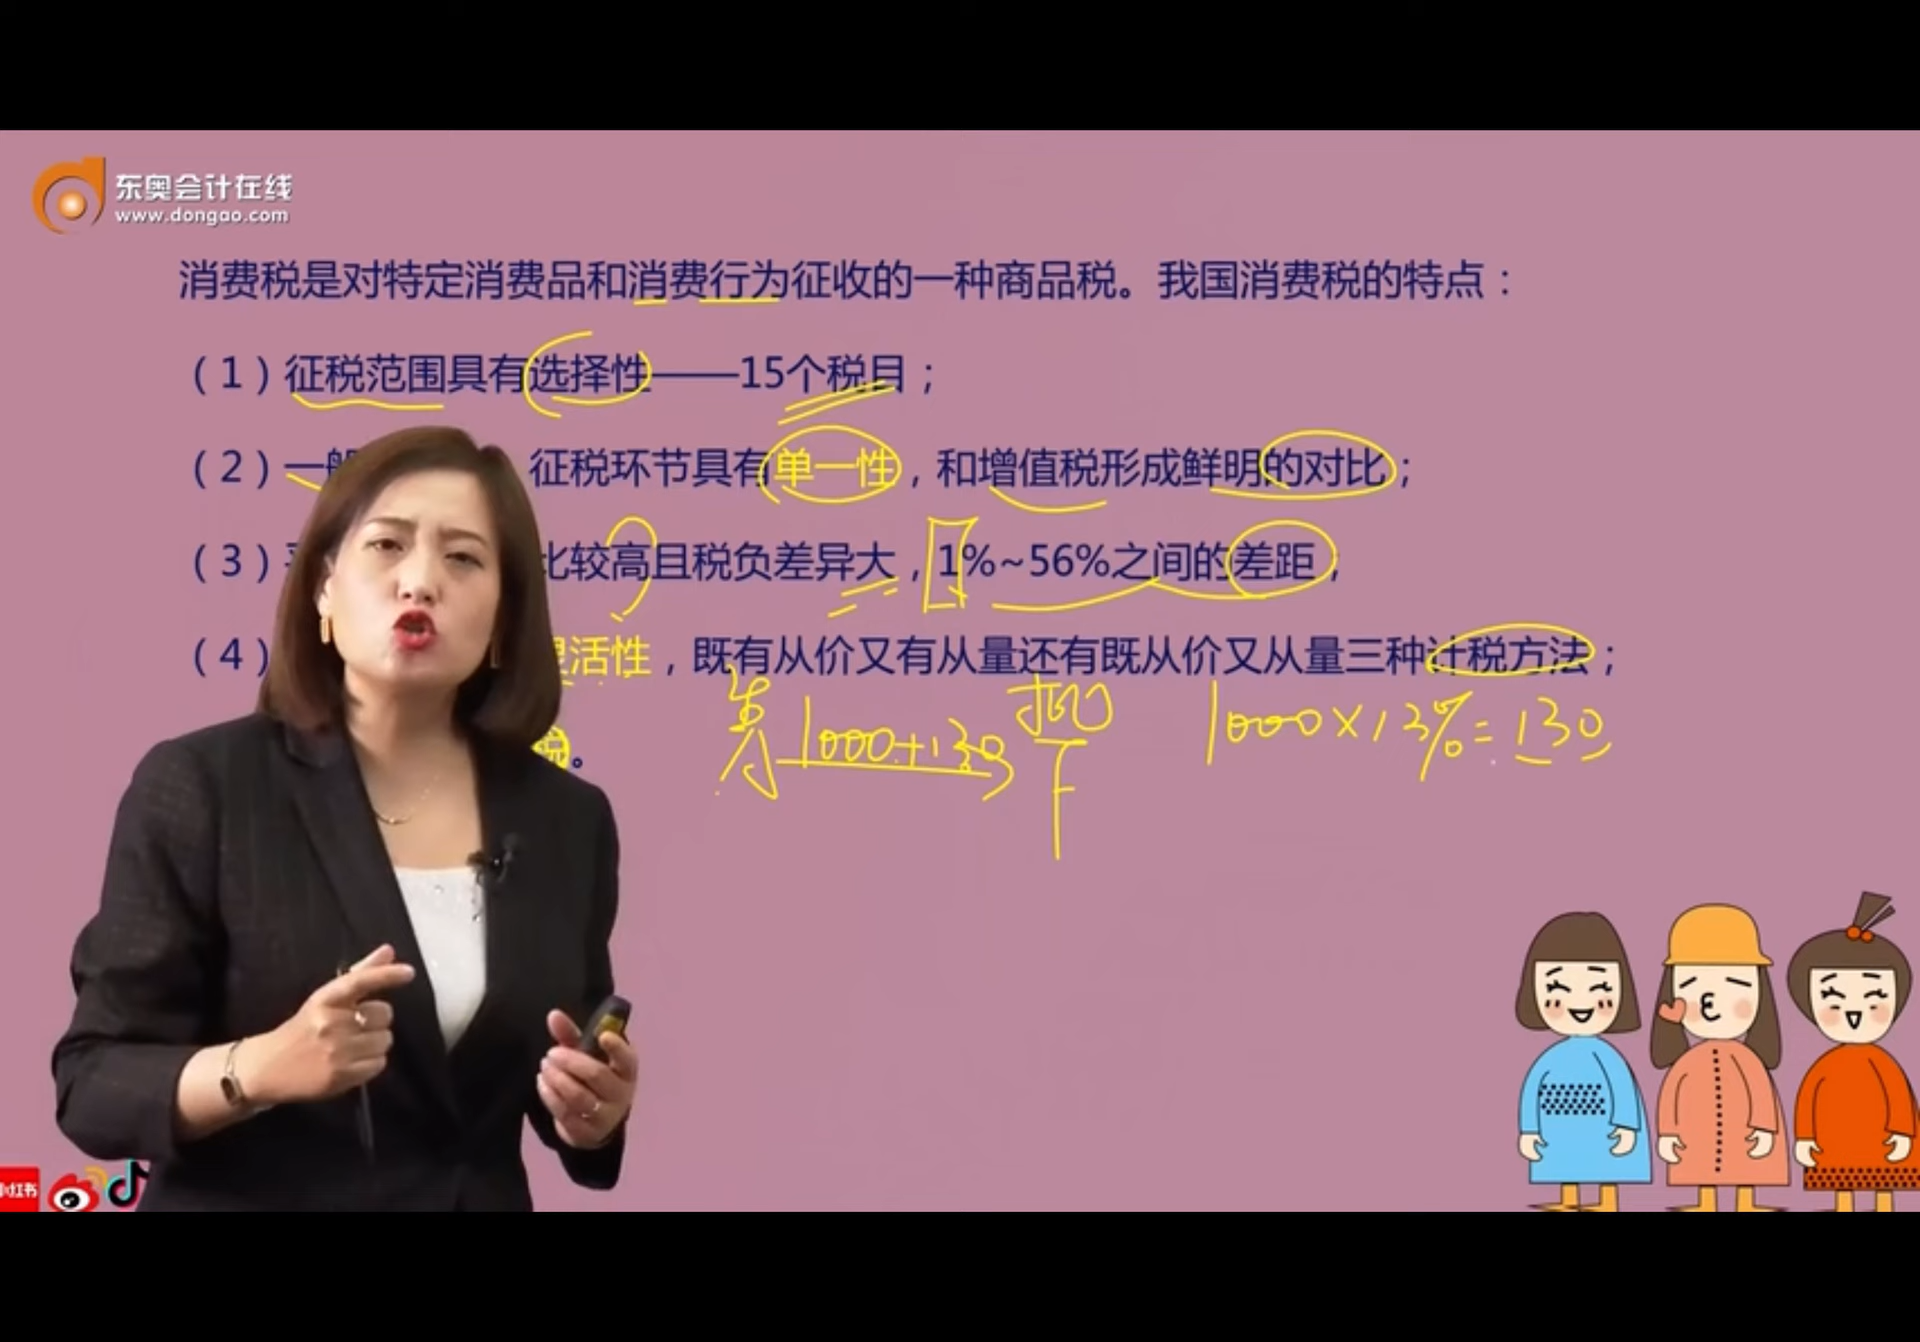 东奥会计在线
www.dongao.com
消费税是对特定消费品和消费行为征收的一种商品税。我国消费税的特点：
（1）征税范围具有选择性——15个税目；
（2）一般 征税环节具有单一性，和增值税形成鲜明的对比；
（3） 比较高且税负差异大，1%~56%之间的差距；
（4） 灵活性，既有从价又有从量还有既从价又从量三种计税方法；
1000+130
1000×13%=130
税。
小红书